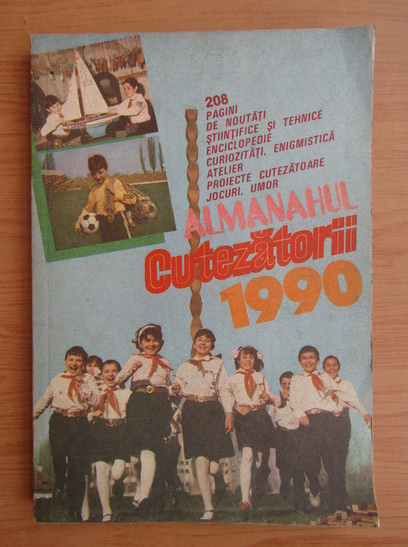 208
PAGINI
DE NOUTĂȚI
ȘTIINȚIFICE ȘI TEHNICE
ENCICLOPEDIE
CURIOZITĂȚI, ENIGMISTICĂ
ATELIER
PROIECTE CUTEZĂTOARE
JOCURI, UMOR
ALMANAHUL
Cutezătorii
1990